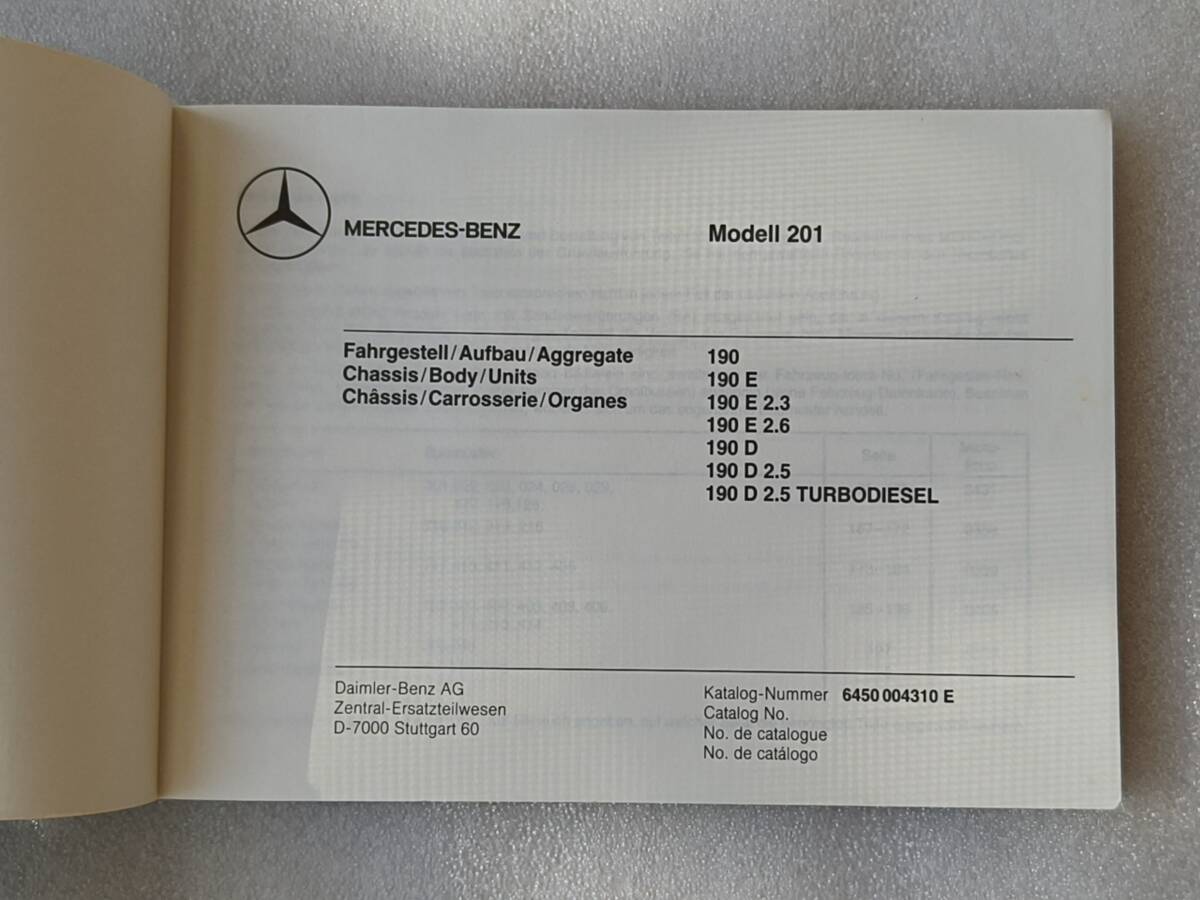 MERCEDES-BENZ
Modell 201
Fahrgestell/Aufbau/Aggregate
Chassis/Body/Units
Châssis/Carrosserie/Organes
190
190 E
190 E 2.3
190 E 2.6
190 D
190 D 2.5
190 D 2.5 TURBODIESEL
Daimler-Benz AG
Zentral-Ersatzteilwesen
D-7000 Stuttgart 60
Katalog-Nummer 6450 004310 E
Catalog No.
No. de catalogue
No. de catálogo